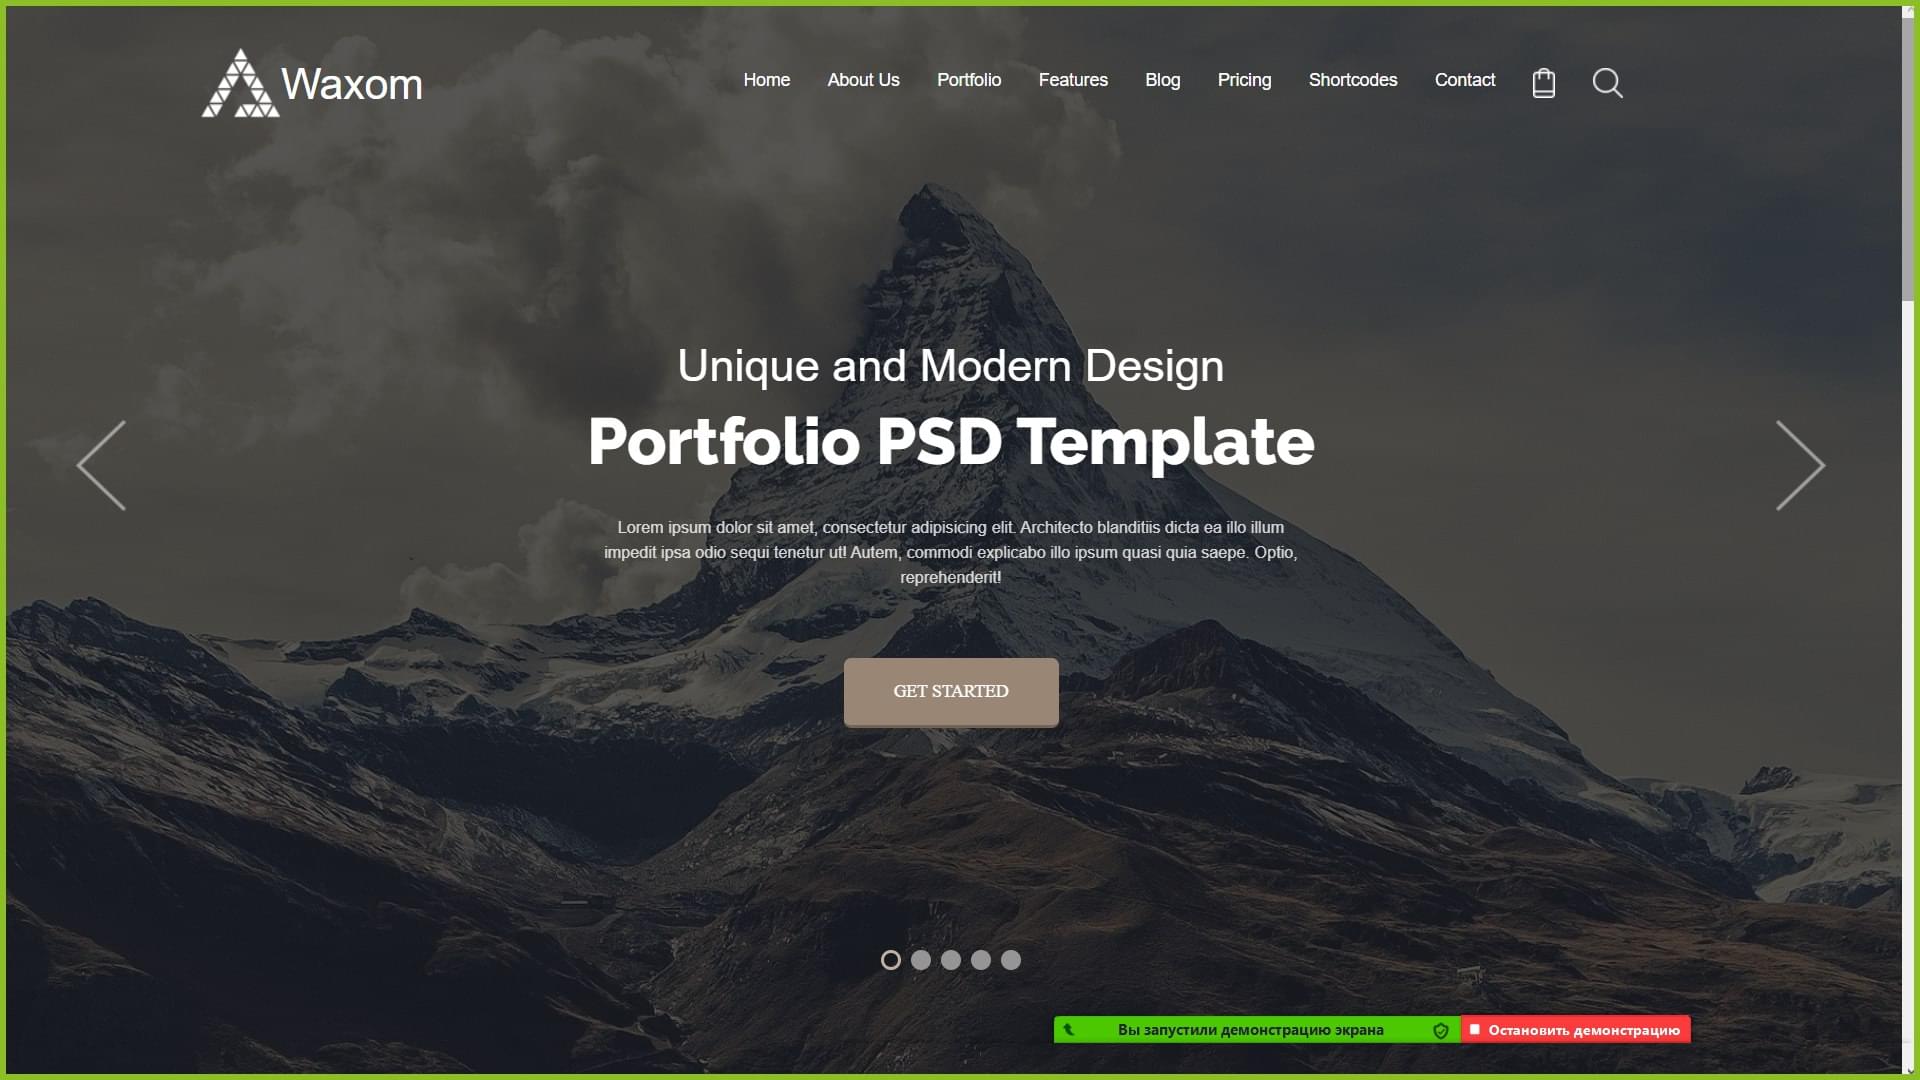 Waxom
Home About Us Portfolio Features Blog Pricing Shortcodes Contact
Unique and Modern Design
Portfolio PSD Template
Lorem ipsum dolor sit amet, consectetur adipisicing elit. Architecto blanditiis dicta ea illo illum
impedit ipsa odio sequi tenetur ut! Autem, commodi explicabo illo ipsum quasi quia saepe. Optio,
reprehenderit!
GET STARTED
Вы запустили демонстрацию экрана Остановить демонстрацию